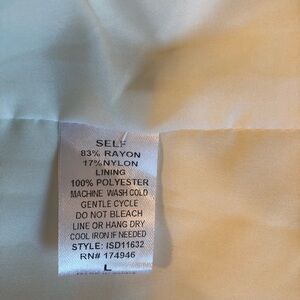 SELF
83% RAYON
17% NYLON
LINING
100% POLYESTER
MACHINE WASH COLD
GENTLE CYCLE
DO NOT BLEACH
LINE OR HANG DRY
COOL IRON IF NEEDED
STYLE: ISD11632
RN# 174946
L